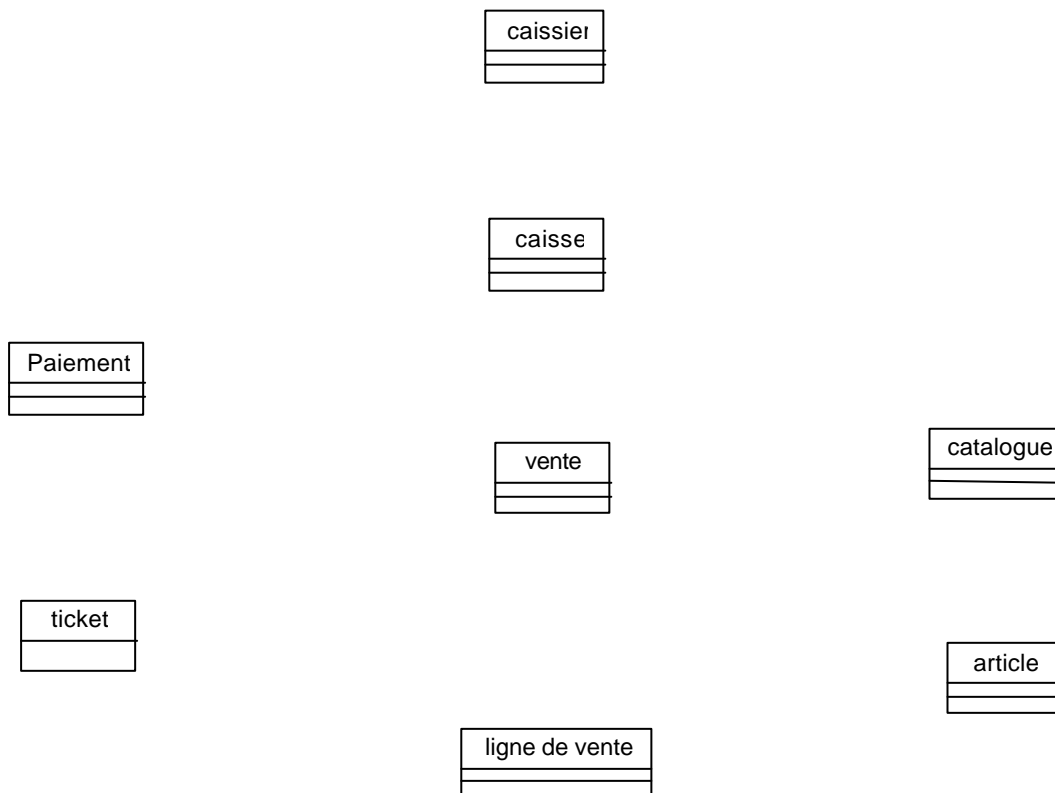 caissier
caisse
Paiement
vente
catalogue
ticket
article
ligne de vente